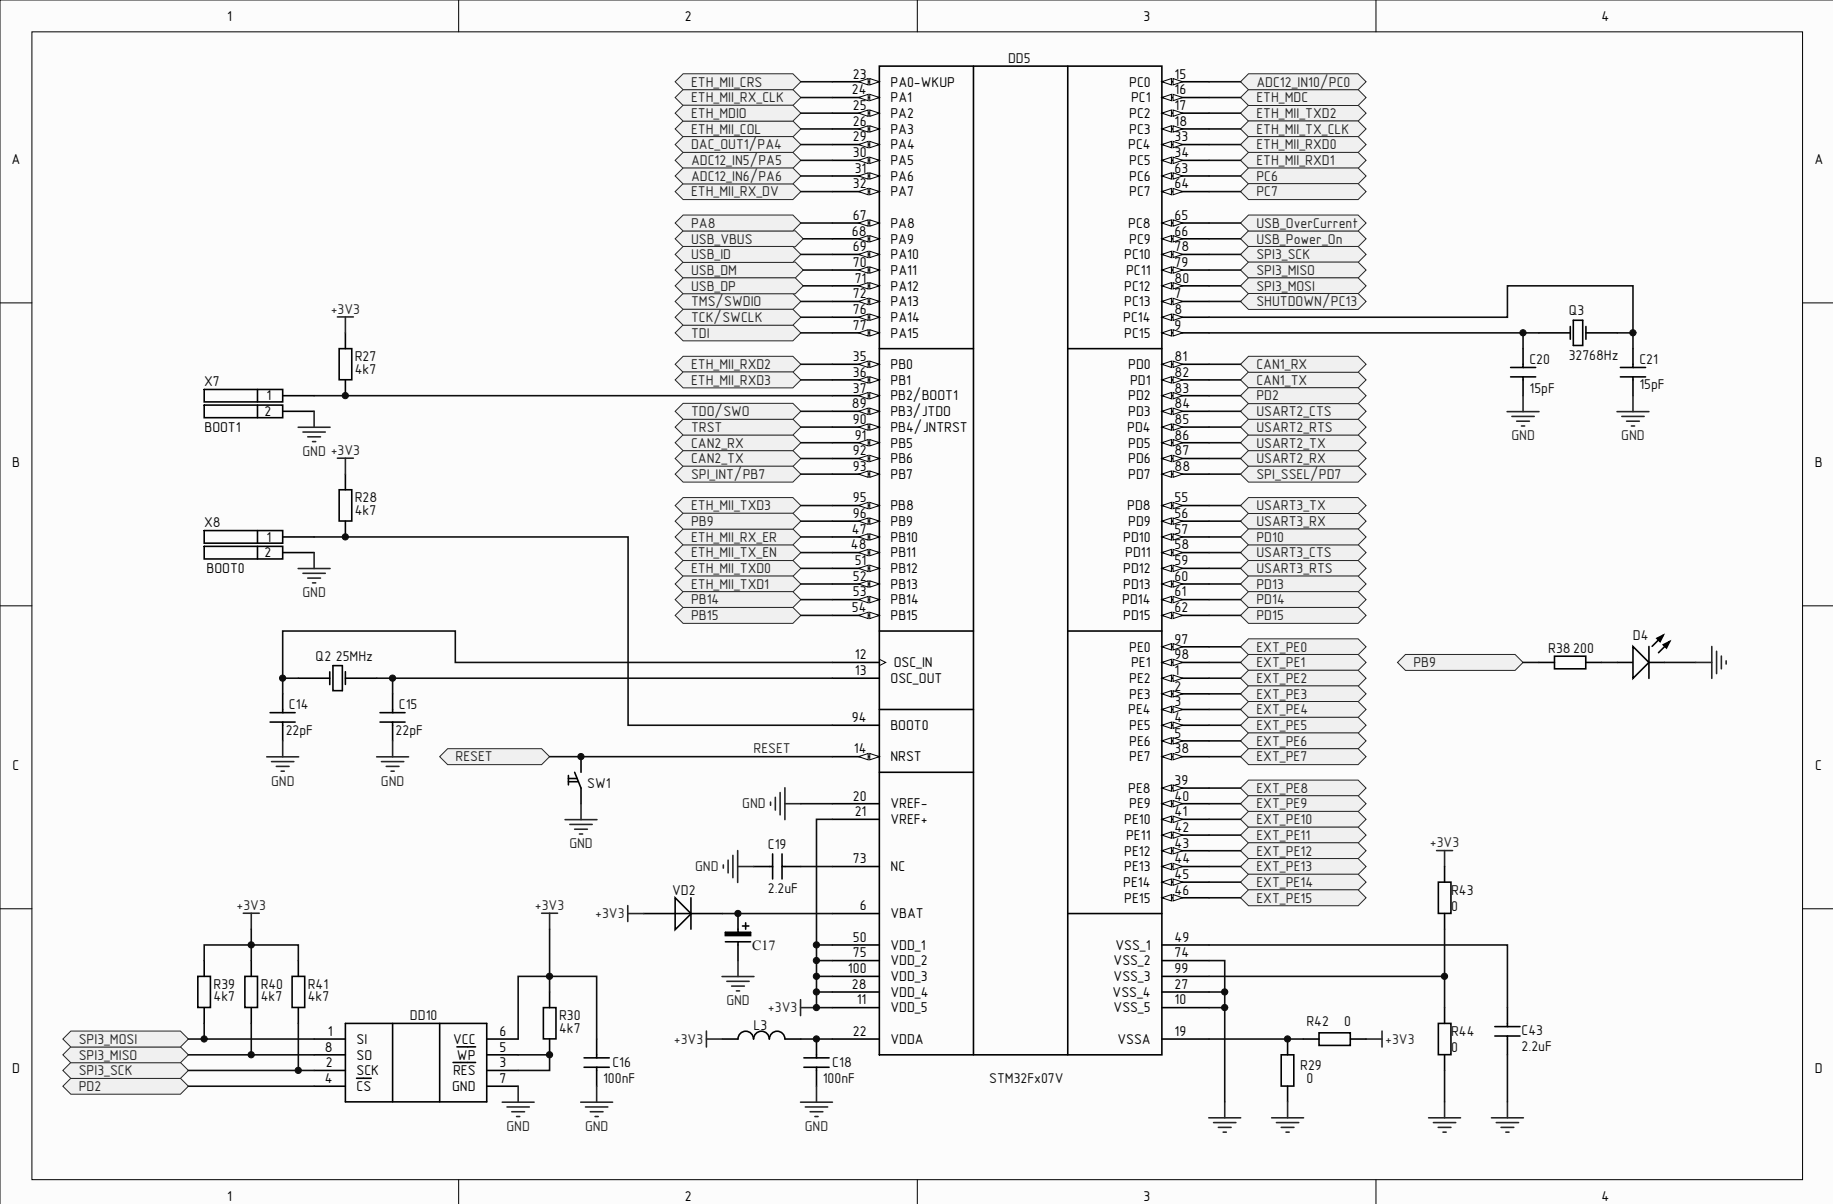 1 2 3 4
A A
B B
C C
D D
1 2 3 4
DD5
ETH_MII_CRS 23 PA0-WKUP
ETH_MII_RX_CLK 24 PA1
ETH_MDIO 25 PA2
ETH_MII_COL 26 PA3
DAC_OUT1/PA4 29 PA4
ADC12_IN5/PA5 30 PA5
ADC12_IN6/PA6 31 PA6
ETH_MII_RX_DV 32 PA7
PA8 67 PA8
USB_VBUS 68 PA9
USB_ID 69 PA10
USB_DM 70 PA11
USB_DP 71 PA12
TMS/SWDIO 72 PA13
TCK/SWCLK 76 PA14
TDI 77 PA15
ETH_MII_RXD2 35 PB0
ETH_MII_RXD3 36 PB1
37 PB2/BOOT1
TDO/SWO 89 PB3/JTDO
TRST 90 PB4/JNTRST
CAN2_RX 91 PB5
CAN2_TX 92 PB6
SPI_INT/PB7 93 PB7
ETH_MII_TXD3 95 PB8
PB9 96 PB9
ETH_MII_RX_ER 47 PB10
ETH_MII_TX_EN 48 PB11
ETH_MII_TXD0 51 PB12
ETH_MII_TXD1 52 PB13
PB14 53 PB14
PB15 54 PB15
12 OSC_IN
13 OSC_OUT
94 BOOT0
RESET RESET 14 NRST
GND 20 VREF-
21 VREF+
GND C19 2.2uF 73 NC
+3V3 VD2 6 VBAT
C17
+
GND
50 VDD_1
75 VDD_2
100 VDD_3
28 VDD_4
+3V3 11 VDD_5
+3V3 L3 22 VDDA
C18
100nF
GND
PC0 15 ADC12_IN10/PC0
PC1 16 ETH_MDC
PC2 17 ETH_MII_TXD2
PC3 18 ETH_MII_TX_CLK
PC4 33 ETH_MII_RXD0
PC5 34 ETH_MII_RXD1
PC6 63 PC6
PC7 64 PC7
PC8 65 USB_OverCurrent
PC9 66 USB_Power_On
PC10 78 SPI3_SCK
PC11 79 SPI3_MISO
PC12 80 SPI3_MOSI
PC13 7 SHUTDOWN/PC13
PC14 8
PC15 9
PD0 81 CAN1_RX
PD1 82 CAN1_TX
PD2 83 PD2
PD3 84 USART2_CTS
PD4 85 USART2_RTS
PD5 86 USART2_TX
PD6 87 USART2_RX
PD7 88 SPI_SSEL/PD7
PD8 55 USART3_TX
PD9 56 USART3_RX
PD10 57 PD10
PD11 58 USART3_CTS
PD12 59 USART3_RTS
PD13 60 PD13
PD14 61 PD14
PD15 62 PD15
PE0 97 EXT_PE0
PE1 98 EXT_PE1
PE2 1 EXT_PE2
PE3 2 EXT_PE3
PE4 3 EXT_PE4
PE5 4 EXT_PE5
PE6 5 EXT_PE6
PE7 38 EXT_PE7
PE8 39 EXT_PE8
PE9 40 EXT_PE9
PE10 41 EXT_PE10
PE11 42 EXT_PE11
PE12 43 EXT_PE12
PE13 44 EXT_PE13
PE14 45 EXT_PE14
PE15 46 EXT_PE15
VSS_1 49
VSS_2 74
VSS_3 99
VSS_4 27
VSS_5 10
VSSA 19
STM32Fx07V
+3V3
R27
4k7
X7
1
2
BOOT1
GND
+3V3
R28
4k7
X8
1
2
BOOT0
GND
Q2 25MHz
C14
22pF
GND
C15
22pF
GND
SW1
GND
Q3
32768Hz
C20
15pF
GND
C21
15pF
GND
PB9 R38 200 D4
+3V3
R39
4k7
R40
4k7
R41
4k7
DD10
SPI3_MOSI 1 SI VCC 6
SPI3_MISO 8 SO WP 5
SPI3_SCK 2 SCK RES 3
PD2 4 CS GND 7
GND
+3V3
R30
4k7
C16
100nF
GND
+3V3
R43
0
R44
0
C43
2.2uF
R42 0 +3V3
R29
0